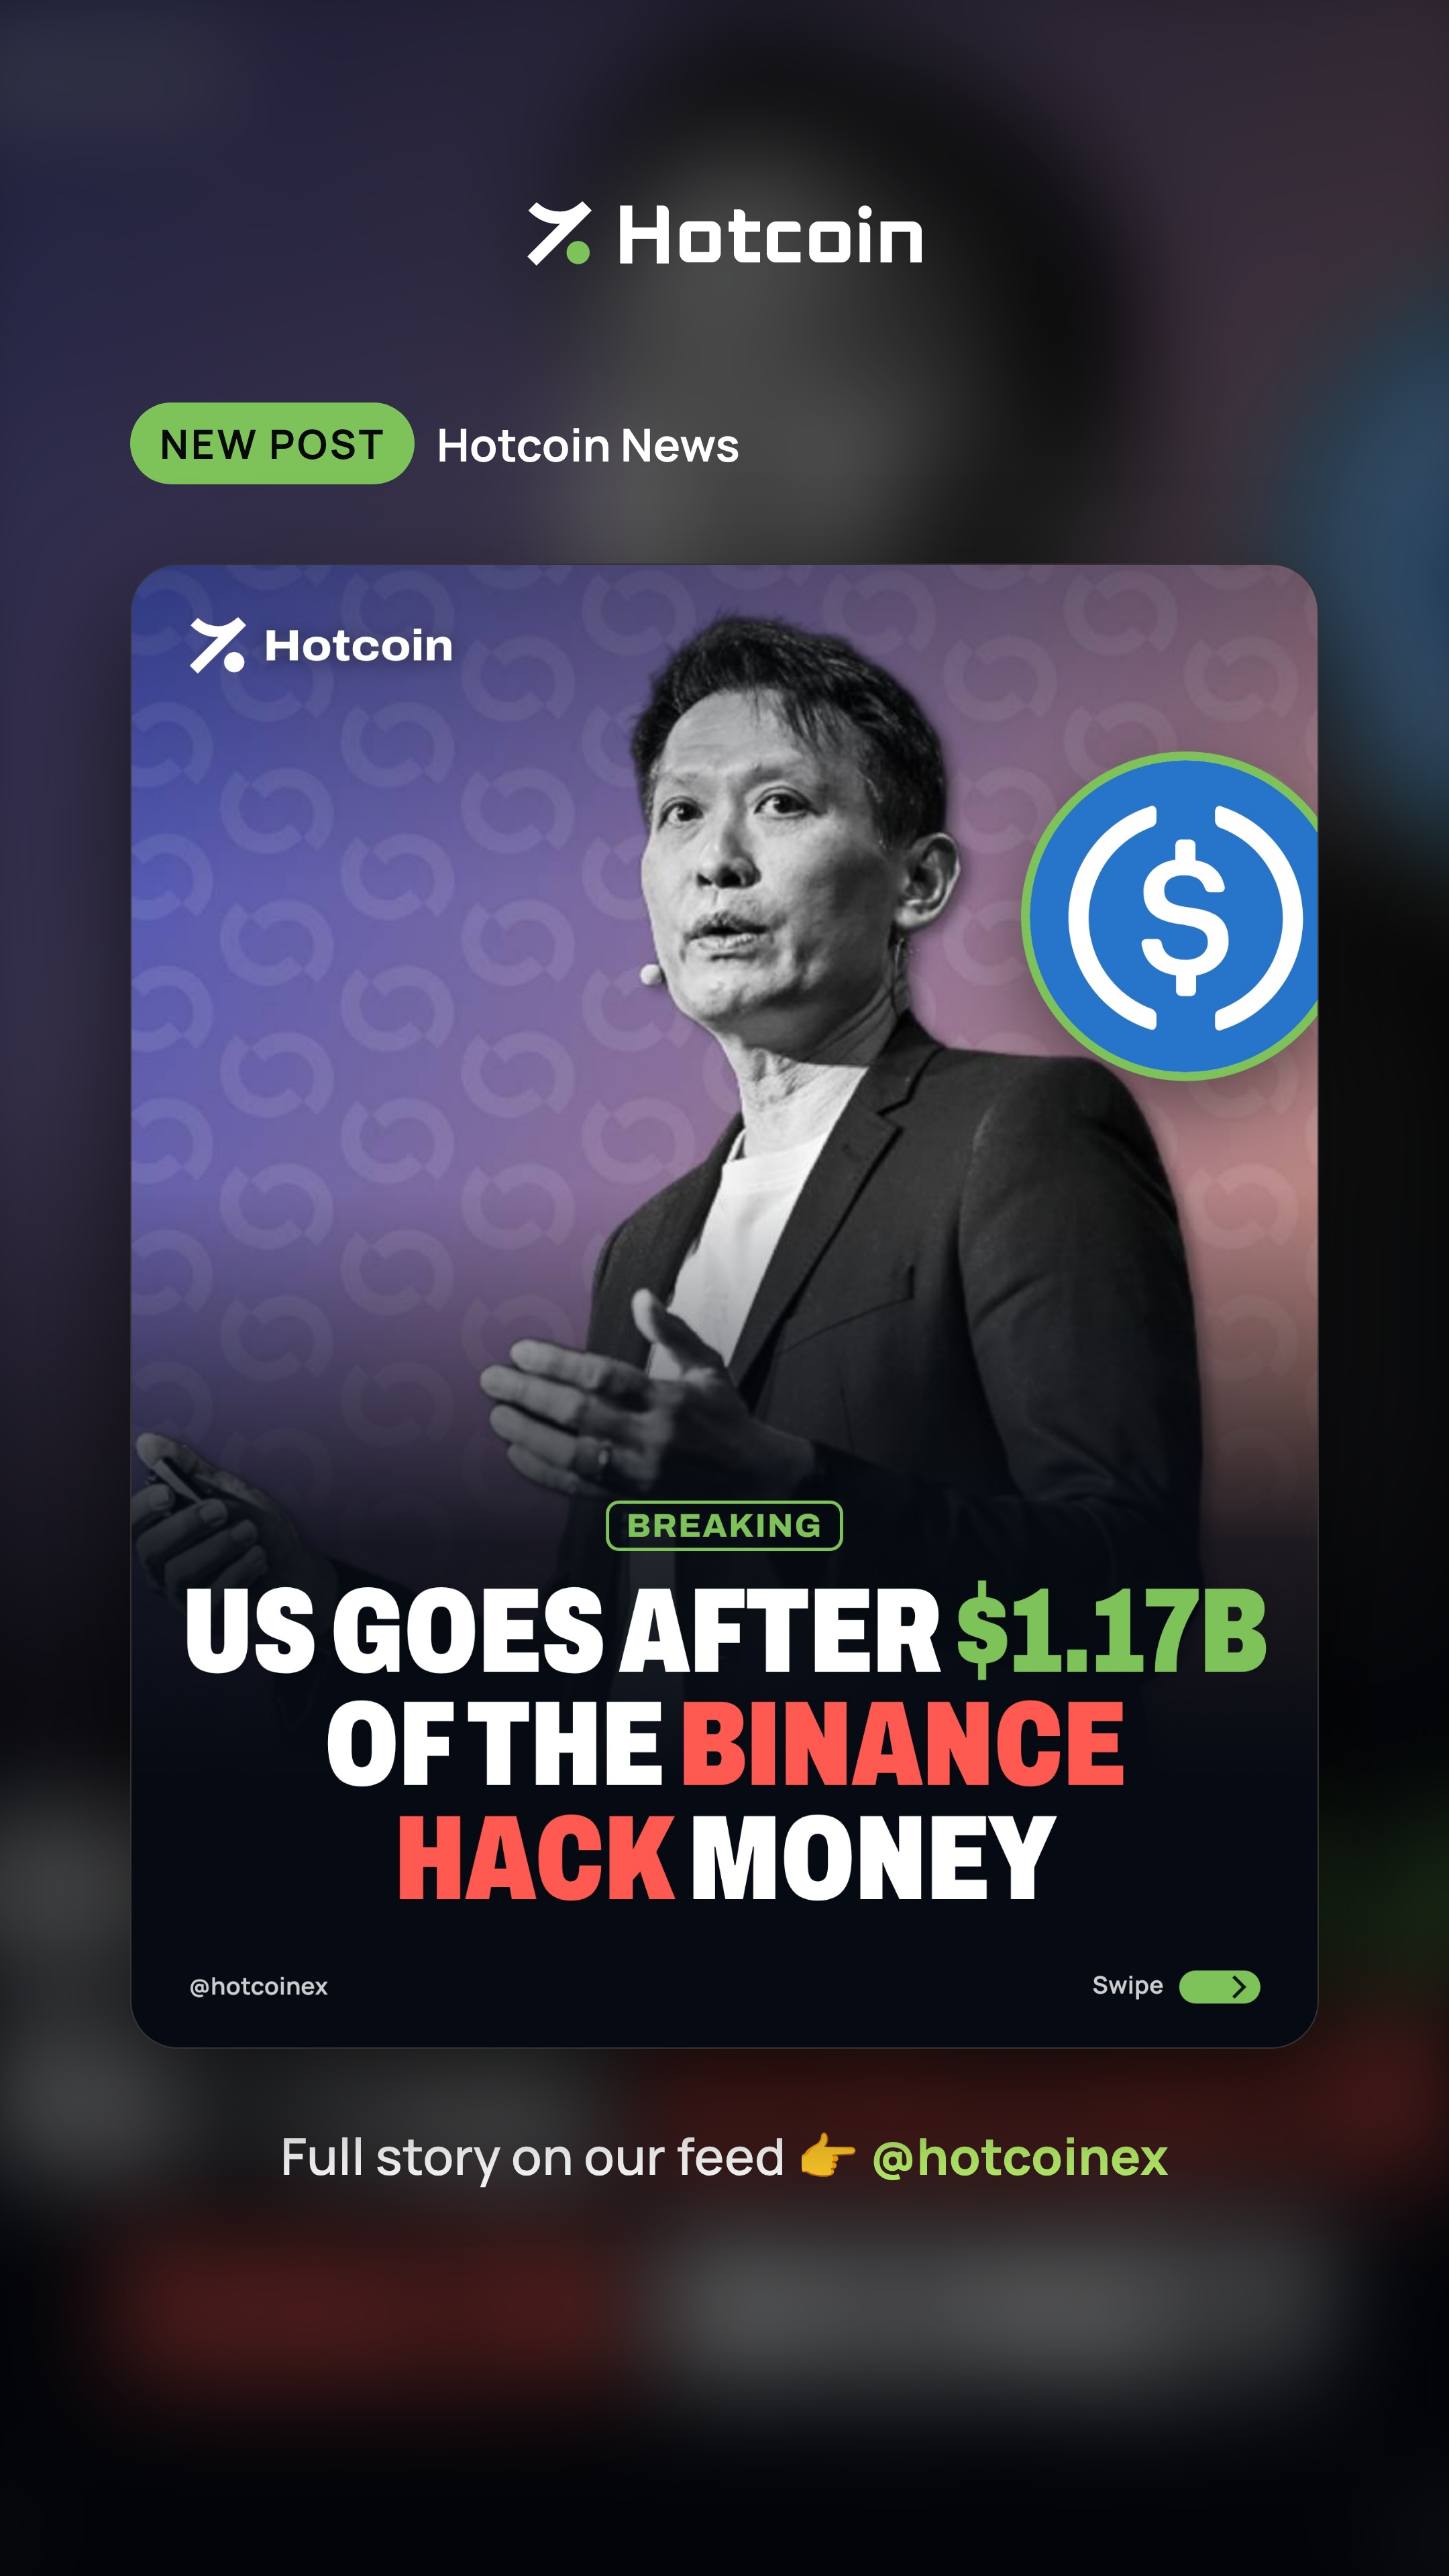 Hotcoin
NEW POST Hotcoin News
Hotcoin
$
BREAKING
US GOES AFTER $1.17B
OF THE BINANCE
HACK MONEY
@hotcoinex
Swipe
Full story on our feed 👉 @hotcoinex